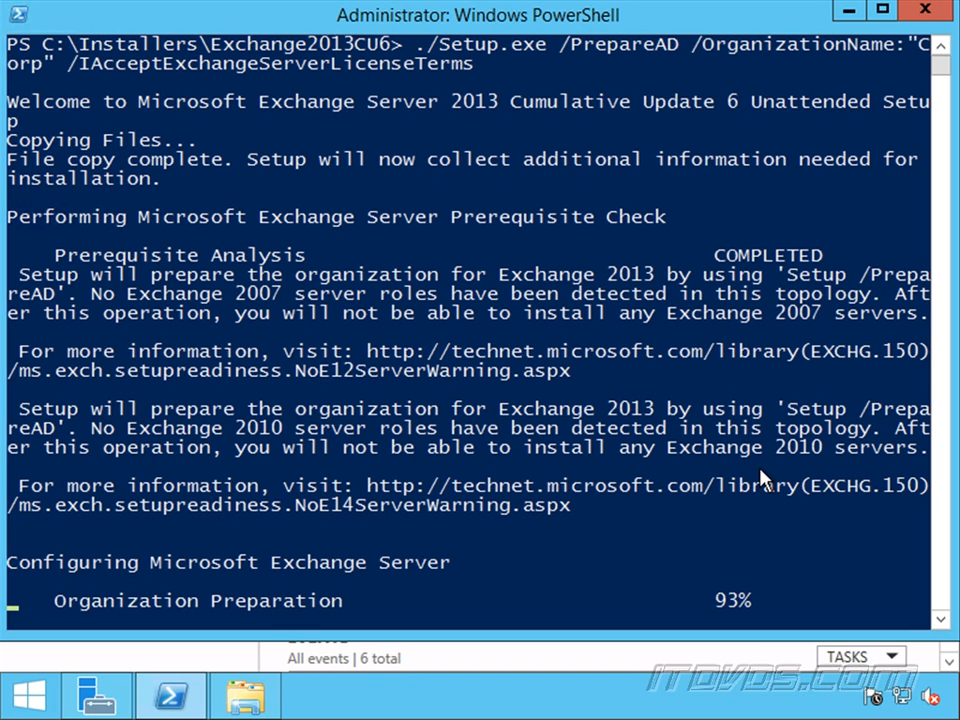 Administrator: Windows PowerShell
PS C:\Installers\Exchange2013CU6> ./Setup.exe /PrepareAD /OrganizationName:"C
orp" /IAcceptExchangeServerLicenseTerms
Welcome to Microsoft Exchange Server 2013 Cumulative Update 6 Unattended Setu
p
Copying Files...
File copy complete. Setup will now collect additional information needed for
installation.
Performing Microsoft Exchange Server Prerequisite Check
Prerequisite Analysis COMPLETED
Setup will prepare the organization for Exchange 2013 by using 'Setup /Prepa
reAD'. No Exchange 2007 server roles have been detected in this topology. Aft
er this operation, you will not be able to install any Exchange 2007 servers.
For more information, visit: http://technet.microsoft.com/library(EXCHG.150)
/ms.exch.setupreadiness.NoE12ServerWarning.aspx
Setup will prepare the organization for Exchange 2013 by using 'Setup /Prepa
reAD'. No Exchange 2010 server roles have been detected in this topology. Aft
er this operation, you will not be able to install any Exchange 2010 servers.
For more information, visit: http://technet.microsoft.com/library(EXCHG.150)
/ms.exch.setupreadiness.NoE14ServerWarning.aspx
Configuring Microsoft Exchange Server
Organization Preparation 93%
All events | 6 total
TASKS
ITDVDS.COM